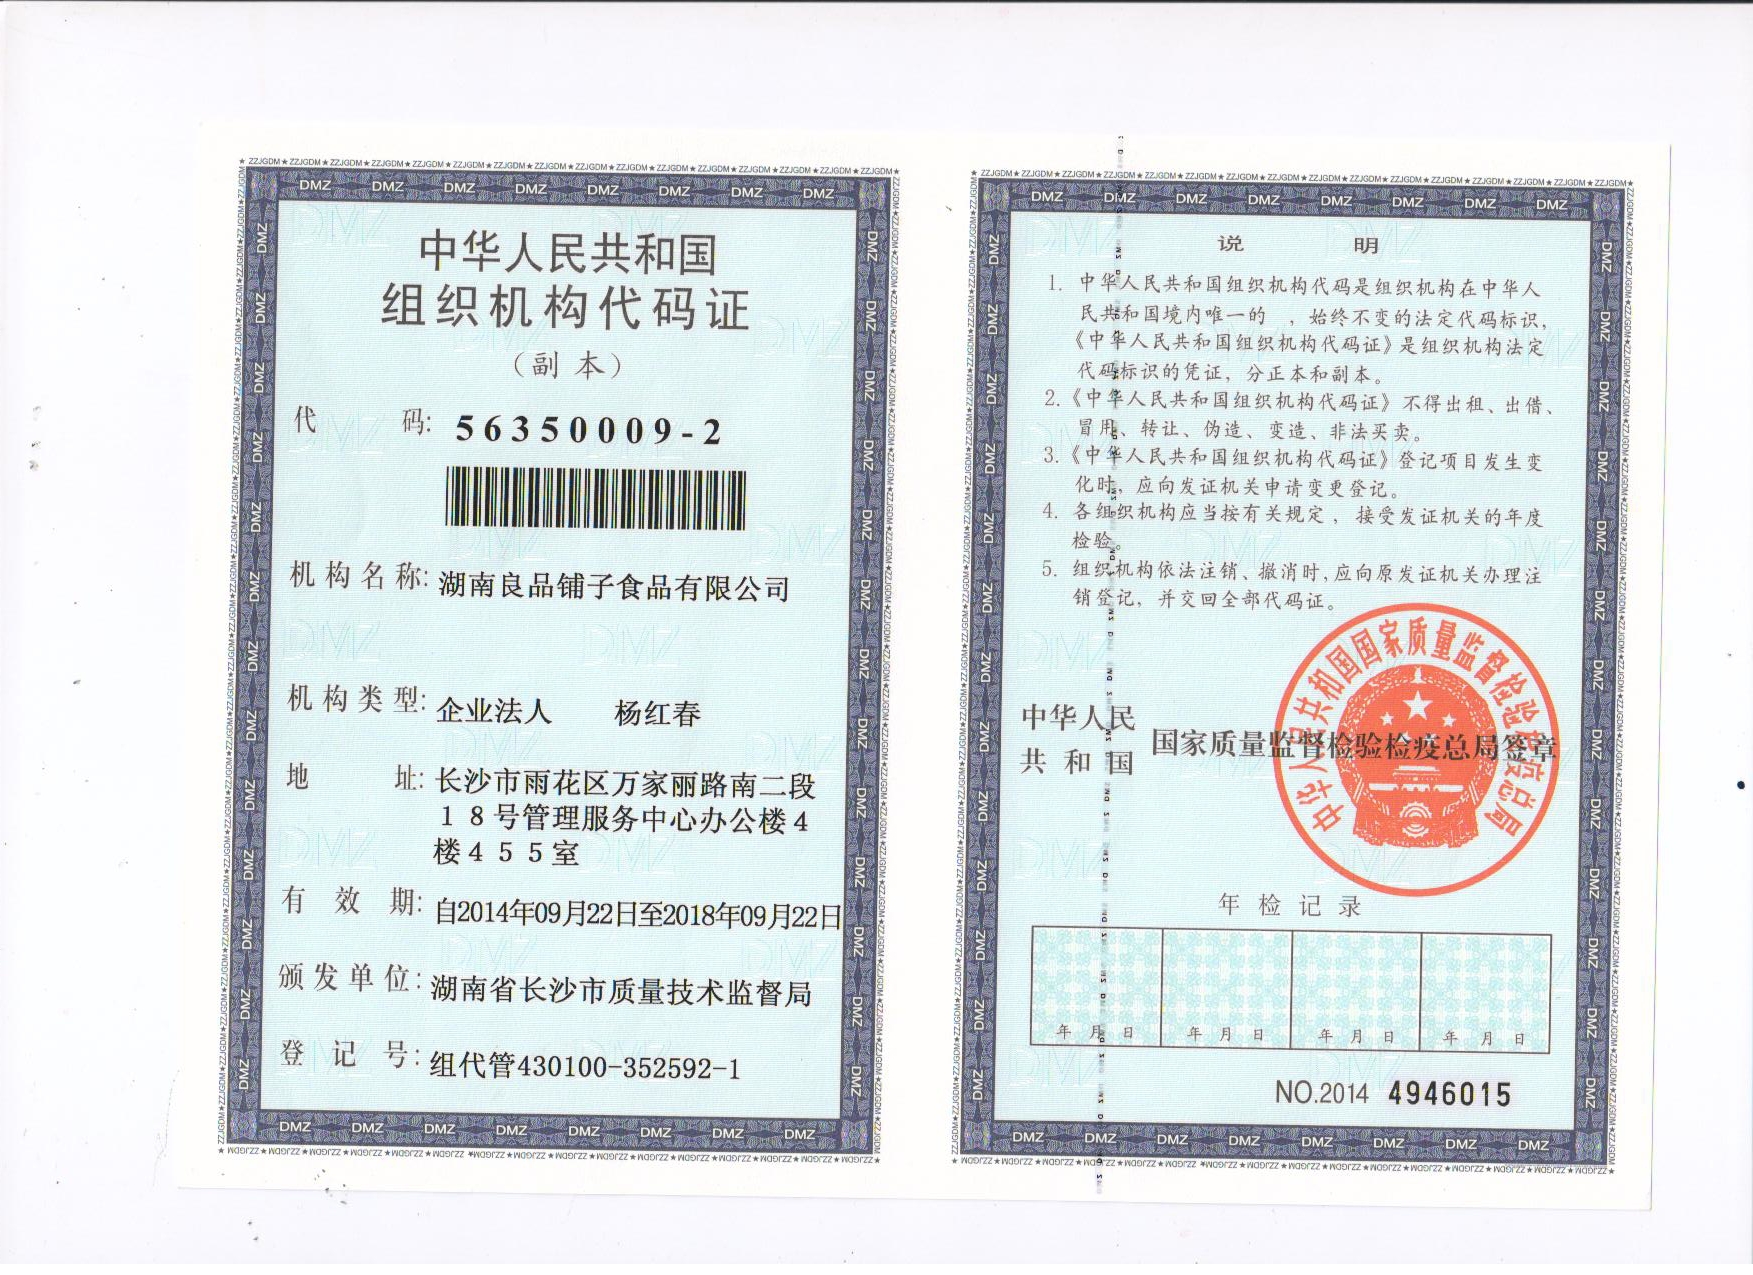 中华人民共和国
组织机构代码证
（副本）
代码: 56350009-2
机构名称: 湖南良品铺子食品有限公司
机构类型: 企业法人 杨红春
地址: 长沙市雨花区万家丽路南二段
１８号管理服务中心办公楼４
楼４５５室
有效期: 自2014年09月22日至2018年09月22日
颁发单位: 湖南省长沙市质量技术监督局
登记号: 组代管430100-352592-1
说明
1. 中华人民共和国组织机构代码是组织机构在中华人
民共和国境内唯一的 ，始终不变的法定代码标识，
《中华人民共和国组织机构代码证》是组织机构法定
代码标识的凭证，分正本和副本。
2.《中华人民共和国组织机构代码证》不得出租、出借、
冒用、转让、伪造、变造、非法买卖。
3.《中华人民共和国组织机构代码证》登记项目发生变
化时，应向发证机关申请变更登记。
4. 各组织机构应当按有关规定，接受发证机关的年度
检验。
5. 组织机构依法注销、撤消时,应向原发证机关办理注
销登记，并交回全部代码证。
中华人民
共和国
国家质量监督检验检疫总局签章
中华人民共和国国家质量监督检验检疫总局
年检记录
年 月 日 年 月 日 年 月 日 年 月 日
NO.2014 4946015